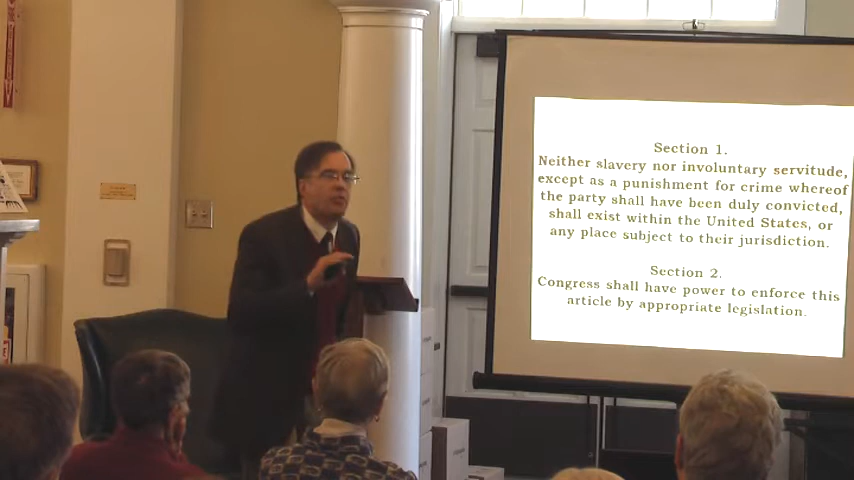 Section 1.
Neither slavery nor involuntary servitude,
except as a punishment for crime whereof
the party shall have been duly convicted,
shall exist within the United States, or
any place subject to their jurisdiction.
Section 2.
Congress shall have power to enforce this
article by appropriate legislation.